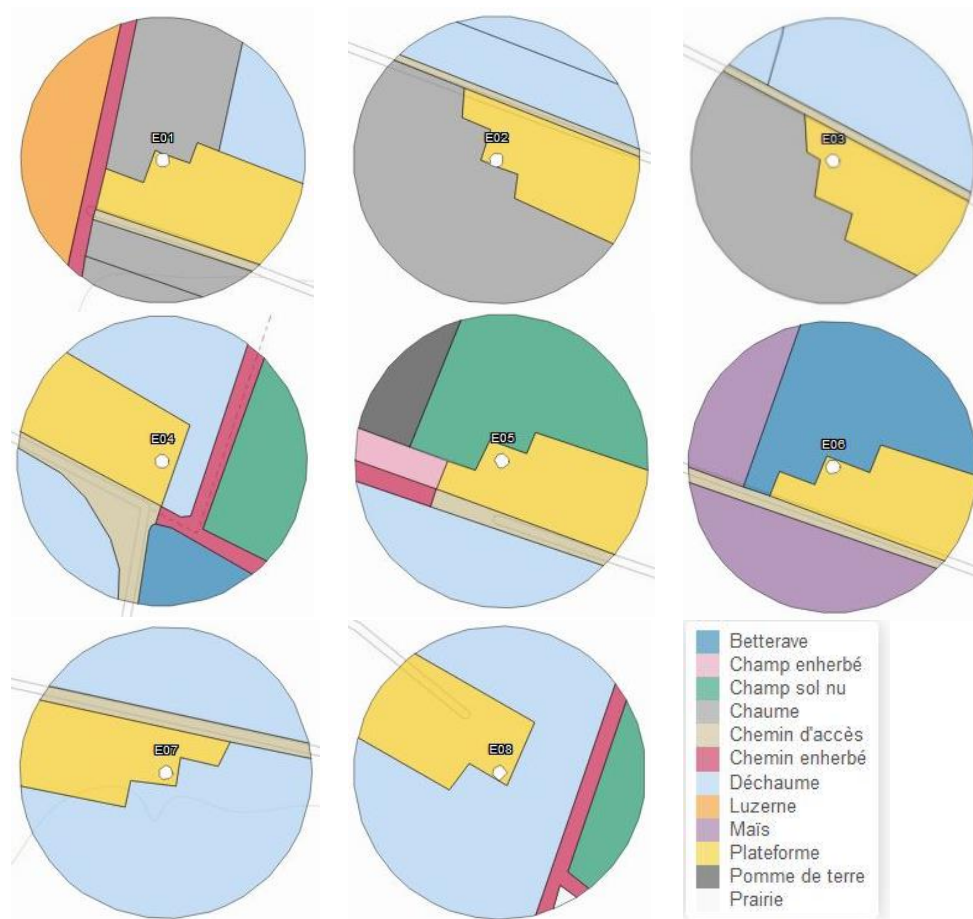 E01
E02
E03
E04
E05
E06
E07
E08
Betterave
Champ enherbé
Champ sol nu
Chaume
Chemin d'accès
Chemin enherbé
Déchaume
Luzerne
Maïs
Plateforme
Pomme de terre
Prairie